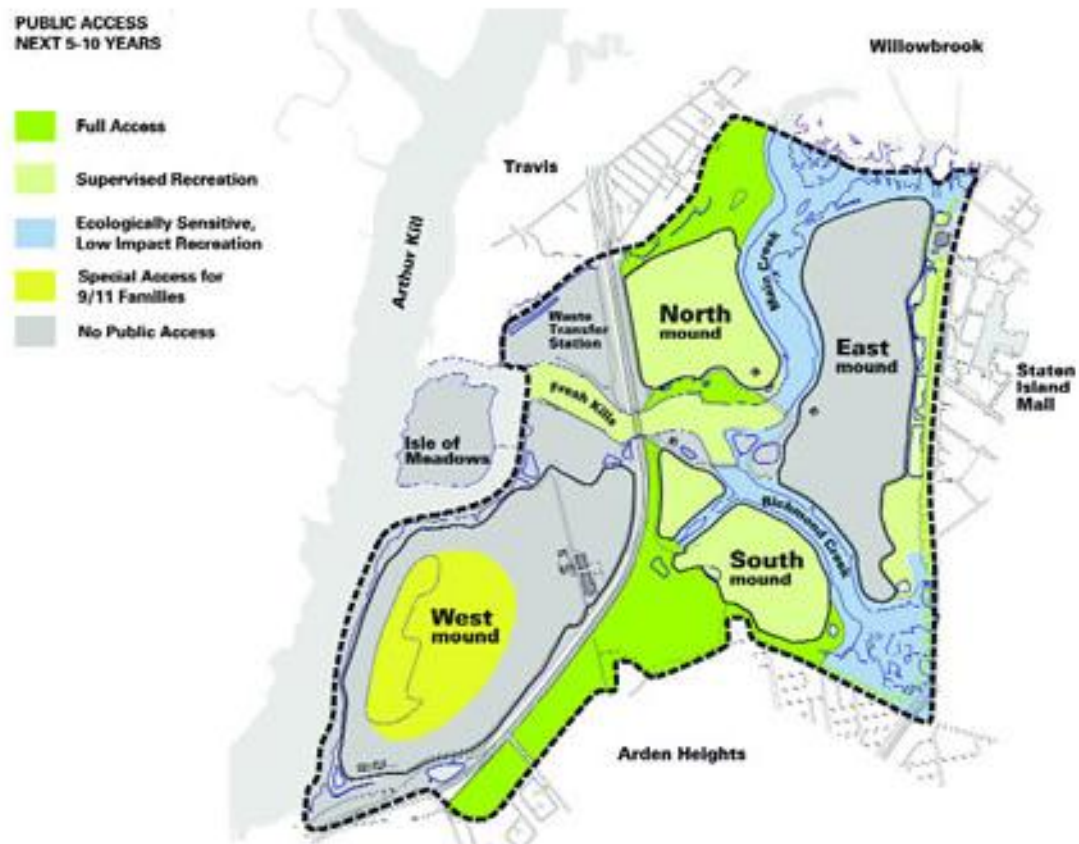 PUBLIC ACCESS
NEXT 5-10 YEARS
Full Access
Supervised Recreation
Ecologically Sensitive,
Low Impact Recreation
Special Access for
9/11 Families
No Public Access
Willowbrook
Travis
Arthur Kill
Main Creek
North
mound
Waste
Transfer
Station
East
mound
Staten
Island
Mall
Fresh Kills
Isle of
Meadows
Richmond Creek
South
mound
West
mound
Arden Heights